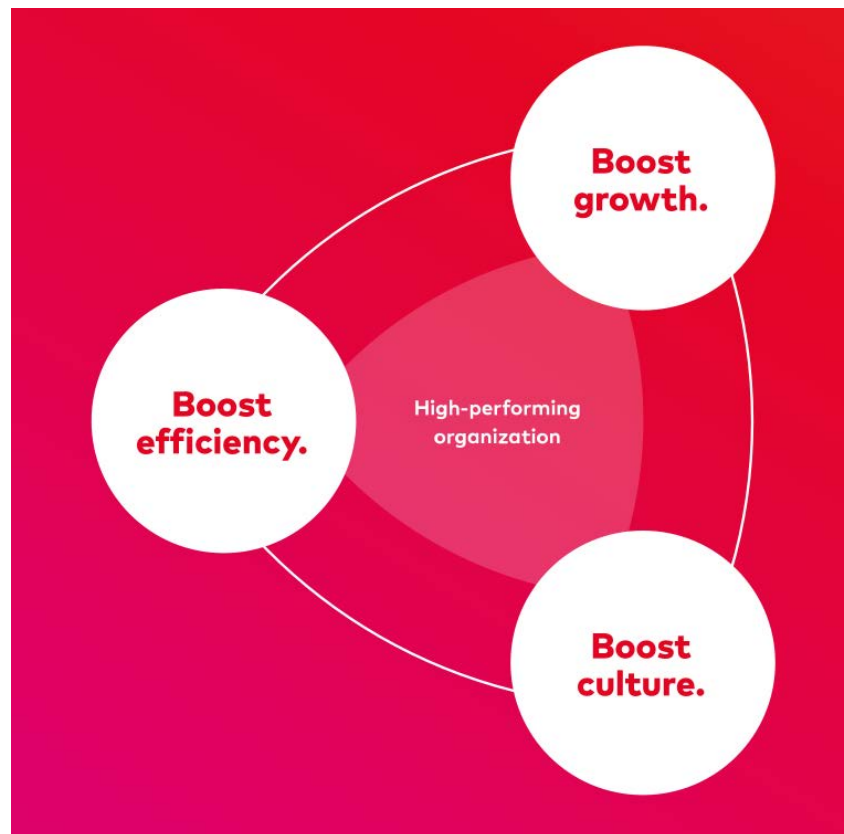 Boost
growth.
Boost
efficiency.
High-performing
organization
Boost
culture.